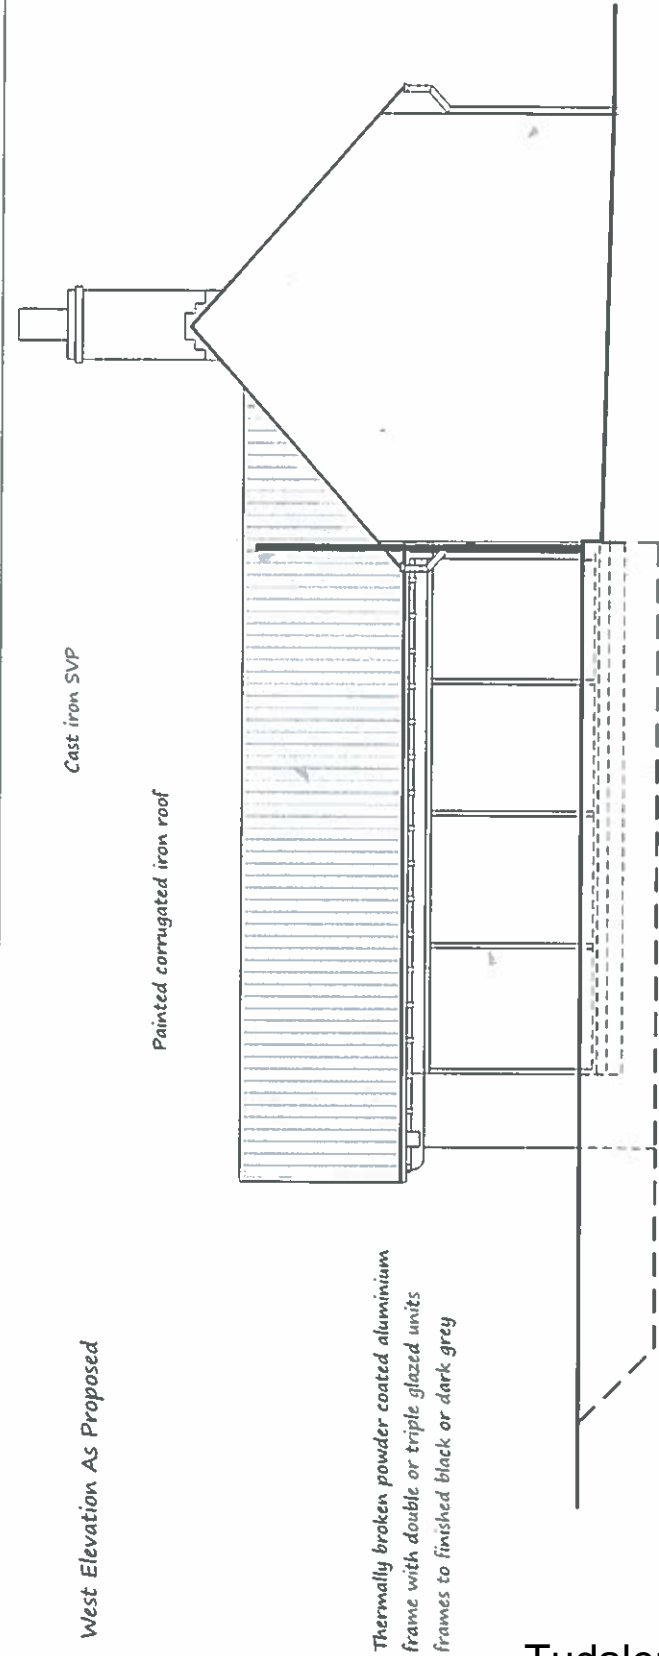 West Elevation As Proposed
Cast iron SVP
Painted corrugated iron roof
Thermally broken powder coated aluminium
frame with double or triple glazed units
frames to finished black or dark grey